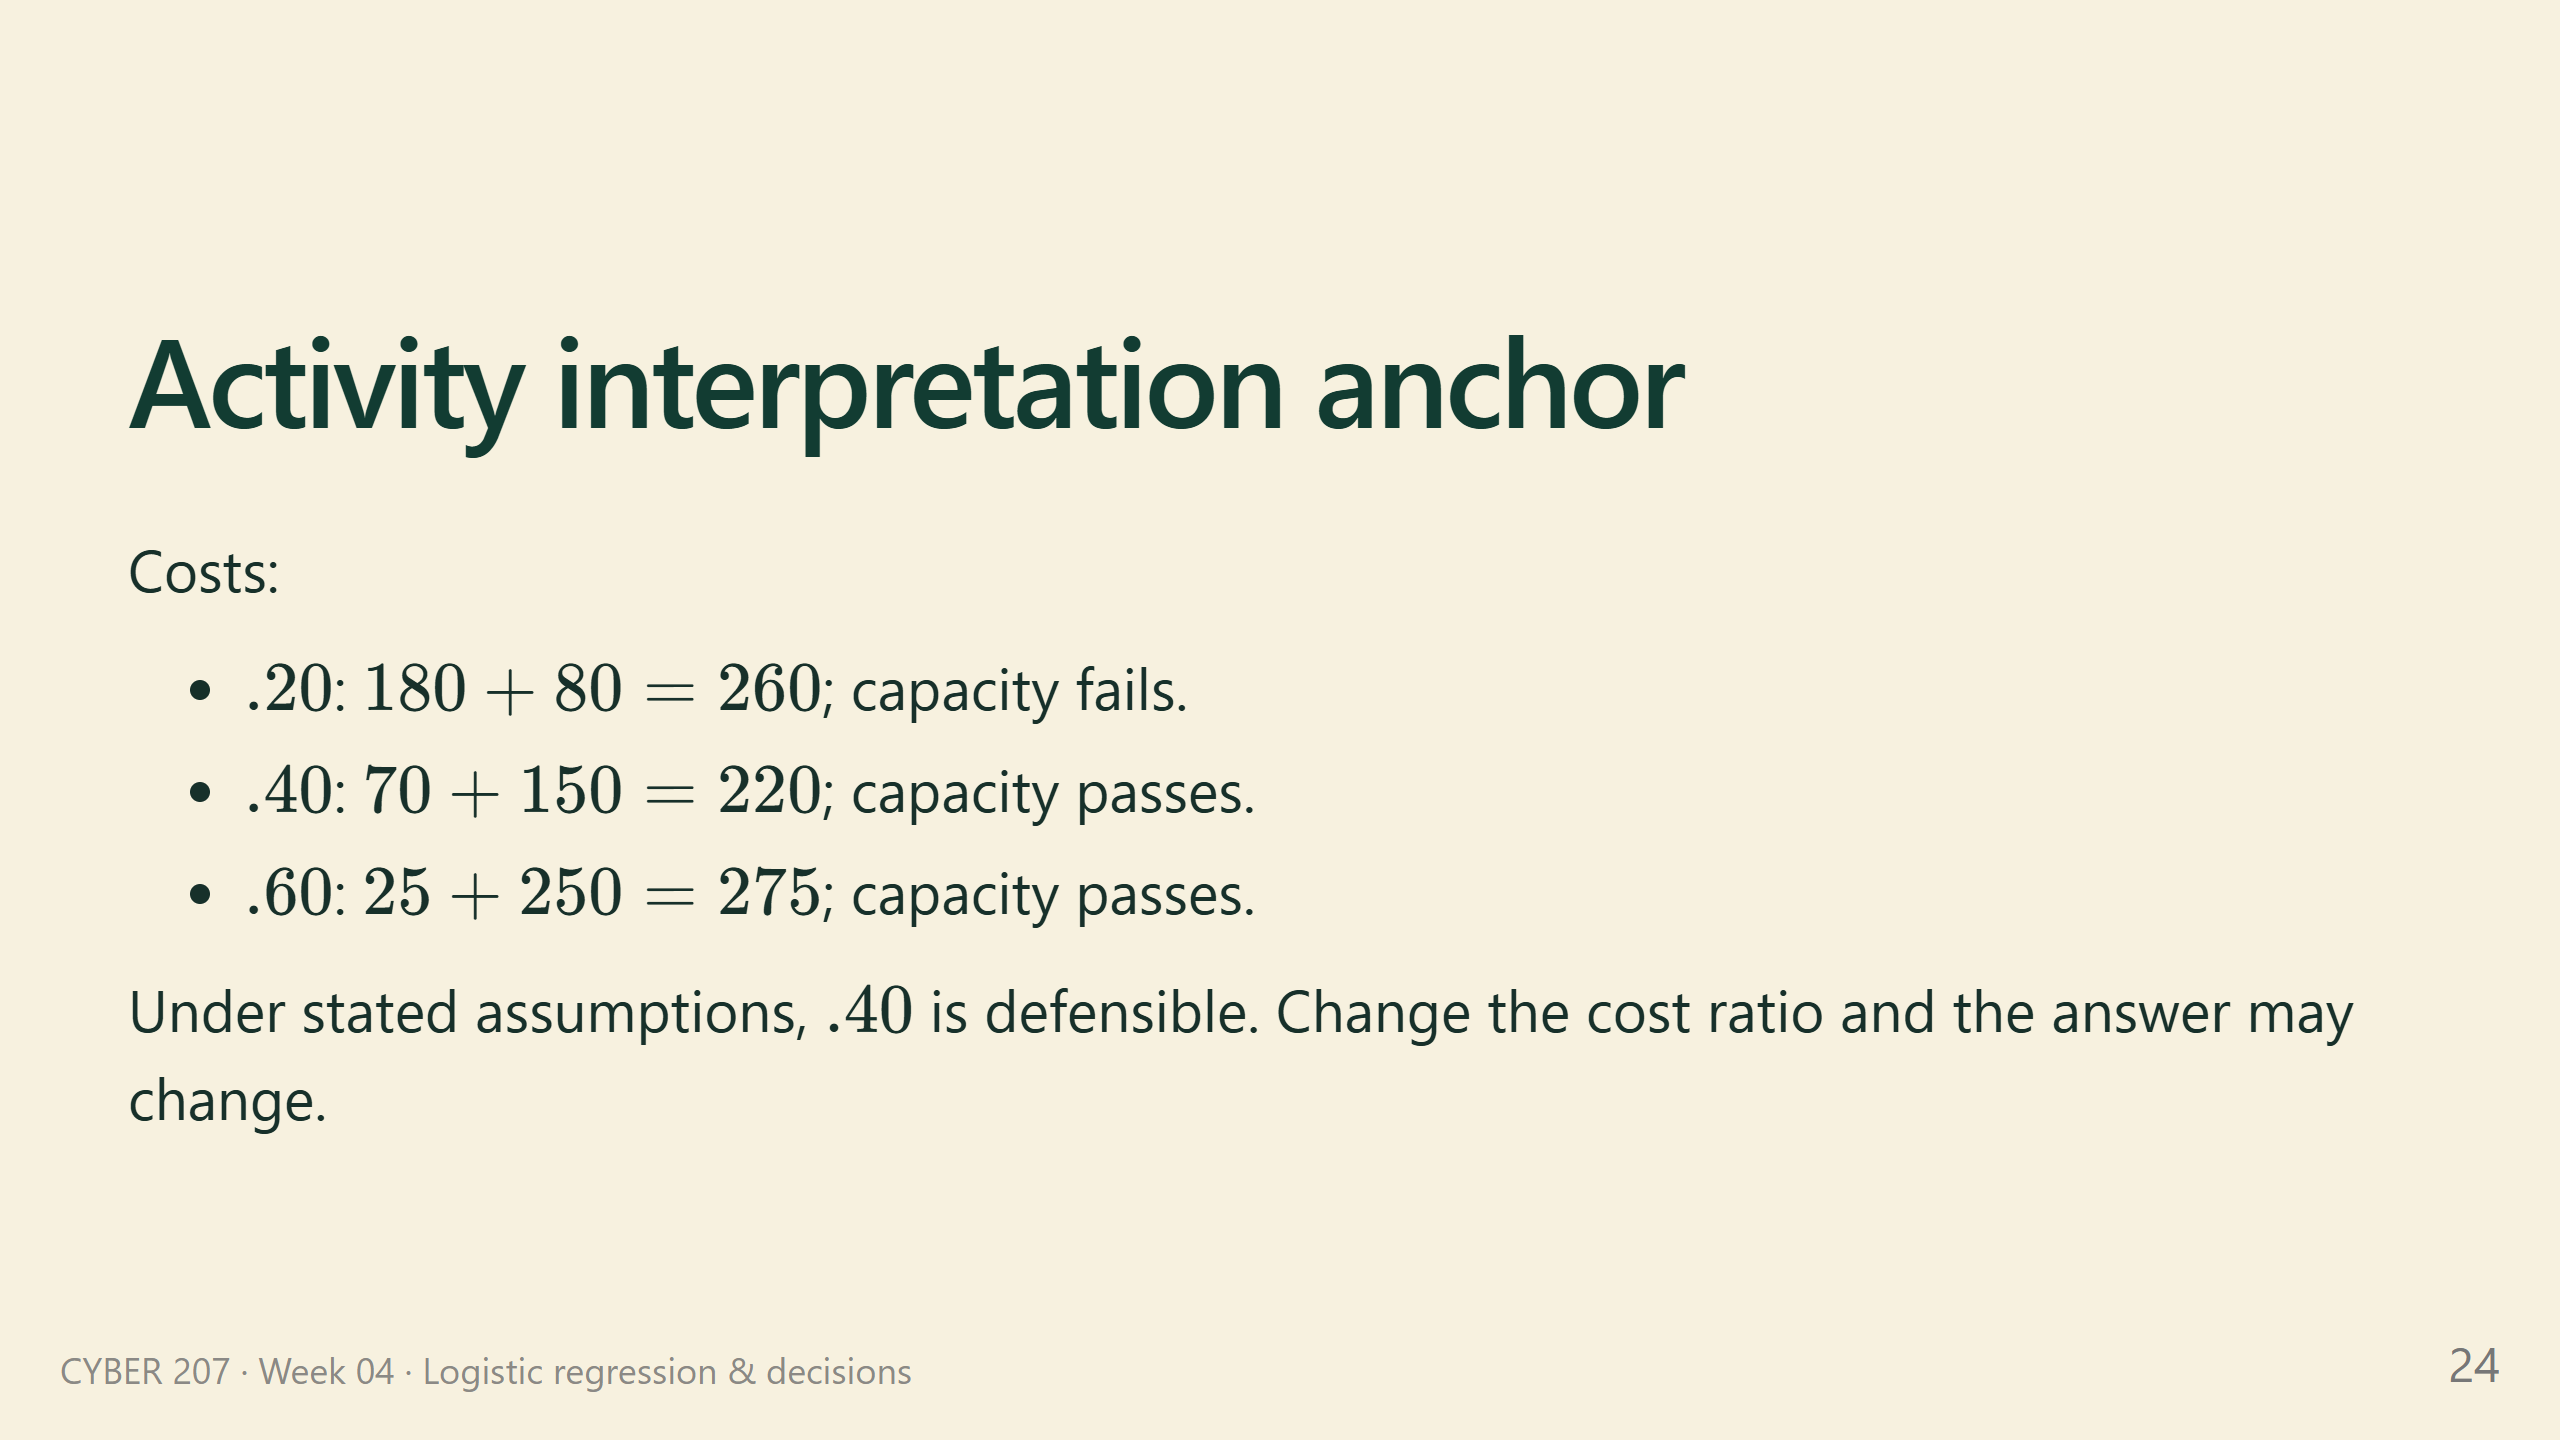 Activity interpretation anchor
Costs:
• .20: 180 + 80 = 260; capacity fails.
• .40: 70 + 150 = 220; capacity passes.
• .60: 25 + 250 = 275; capacity passes.
Under stated assumptions, .40 is defensible. Change the cost ratio and the answer may
change.
CYBER 207 · Week 04 · Logistic regression & decisions
24